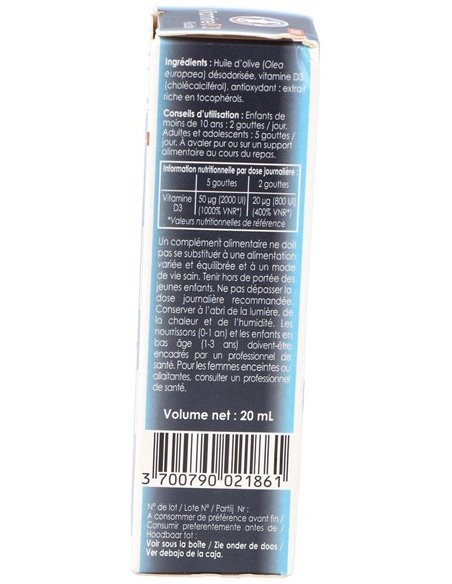 Ingrédients : Huile d'olive (Olea
europaea) désodorisée, vitamine D3
(cholécalciférol), antioxydant : extrait
riche en tocophérols.
Conseils d'utilisation : Enfants de
moins de 10 ans : 2 gouttes / jour.
Adultes et adolescents : 5 gouttes /
jour. A avaler pur ou sur un support
alimentaire au cours du repas.
Information nutritionnelle par dose journalière :
5 gouttes 2 gouttes
Vitamine D3 50 µg (2000 UI) (1000% VNR*) 20 µg (800 UI) (400% VNR*)
*Valeurs nutritionnelles de référence
Un complément alimentaire ne doit
pas se substituer à une alimentation
variée et équilibrée et à un mode
de vie sain. Tenir hors de portée des
jeunes enfants. Ne pas dépasser la
dose journalière recommandée.
Conserver à l'abri de la lumière, de
la chaleur et de l'humidité. Les
nourrissons (0-1 an) et les enfants en
bas âge (1-3 ans) doivent-être
encadrés par un professionnel de
santé. Pour les femmes enceintes ou
allaitantes, consulter un professionnel
de santé.
Volume net : 20 mL
3 700790 021861
N° de lot / Lote N° / Partij Nr :
A consommer de préférence avant fin /
Consumir preferentemente antes de /
Hoodbaar tot :
Voir sous la boîte / Zie onder de doos /
Ver debajo de la caja.